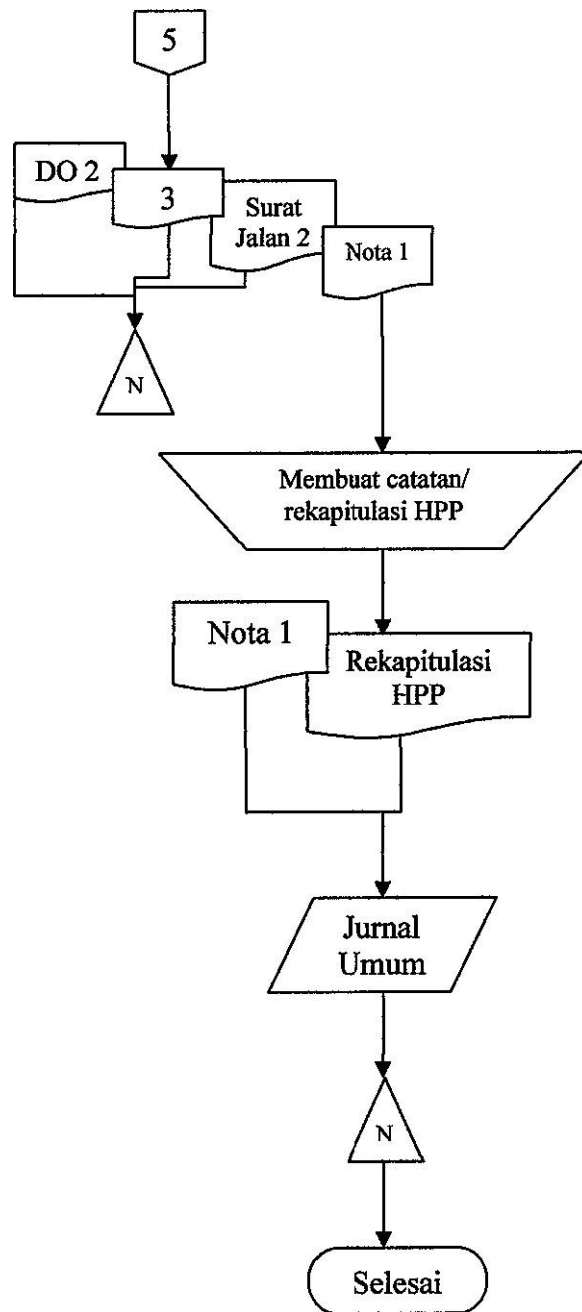 5
DO 2
3
Surat
Jalan 2
Nota 1
N
Membuat catatan/
rekapitulasi HPP
Nota 1
Rekapitulasi
HPP
Jurnal
Umum
N
Selesai